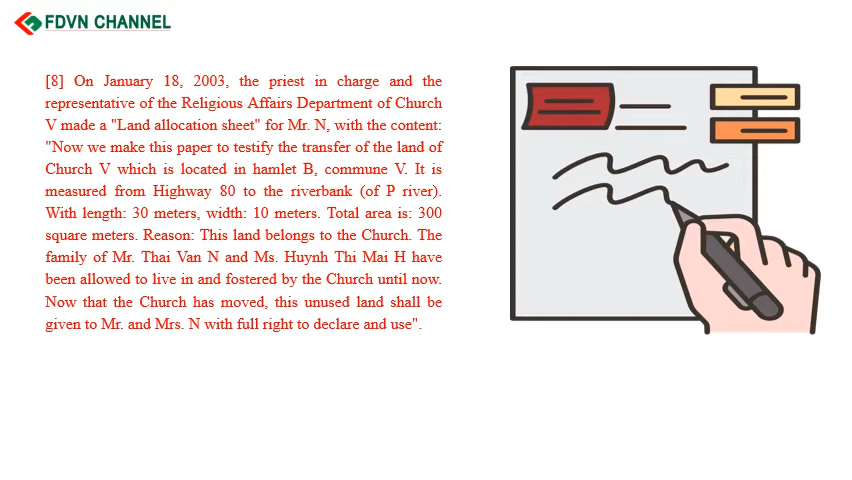 FDVN CHANNEL
[8] On January 18, 2003, the priest in charge and the
representative of the Religious Affairs Department of Church
V made a "Land allocation sheet" for Mr. N, with the content:
"Now we make this paper to testify the transfer of the land of
Church V which is located in hamlet B, commune V. It is
measured from Highway 80 to the riverbank (of P river).
With length: 30 meters, width: 10 meters. Total area is: 300
square meters. Reason: This land belongs to the Church. The
family of Mr. Thai Van N and Ms. Huynh Thi Mai H have
been allowed to live in and fostered by the Church until now.
Now that the Church has moved, this unused land shall be
given to Mr. and Mrs. N with full right to declare and use".